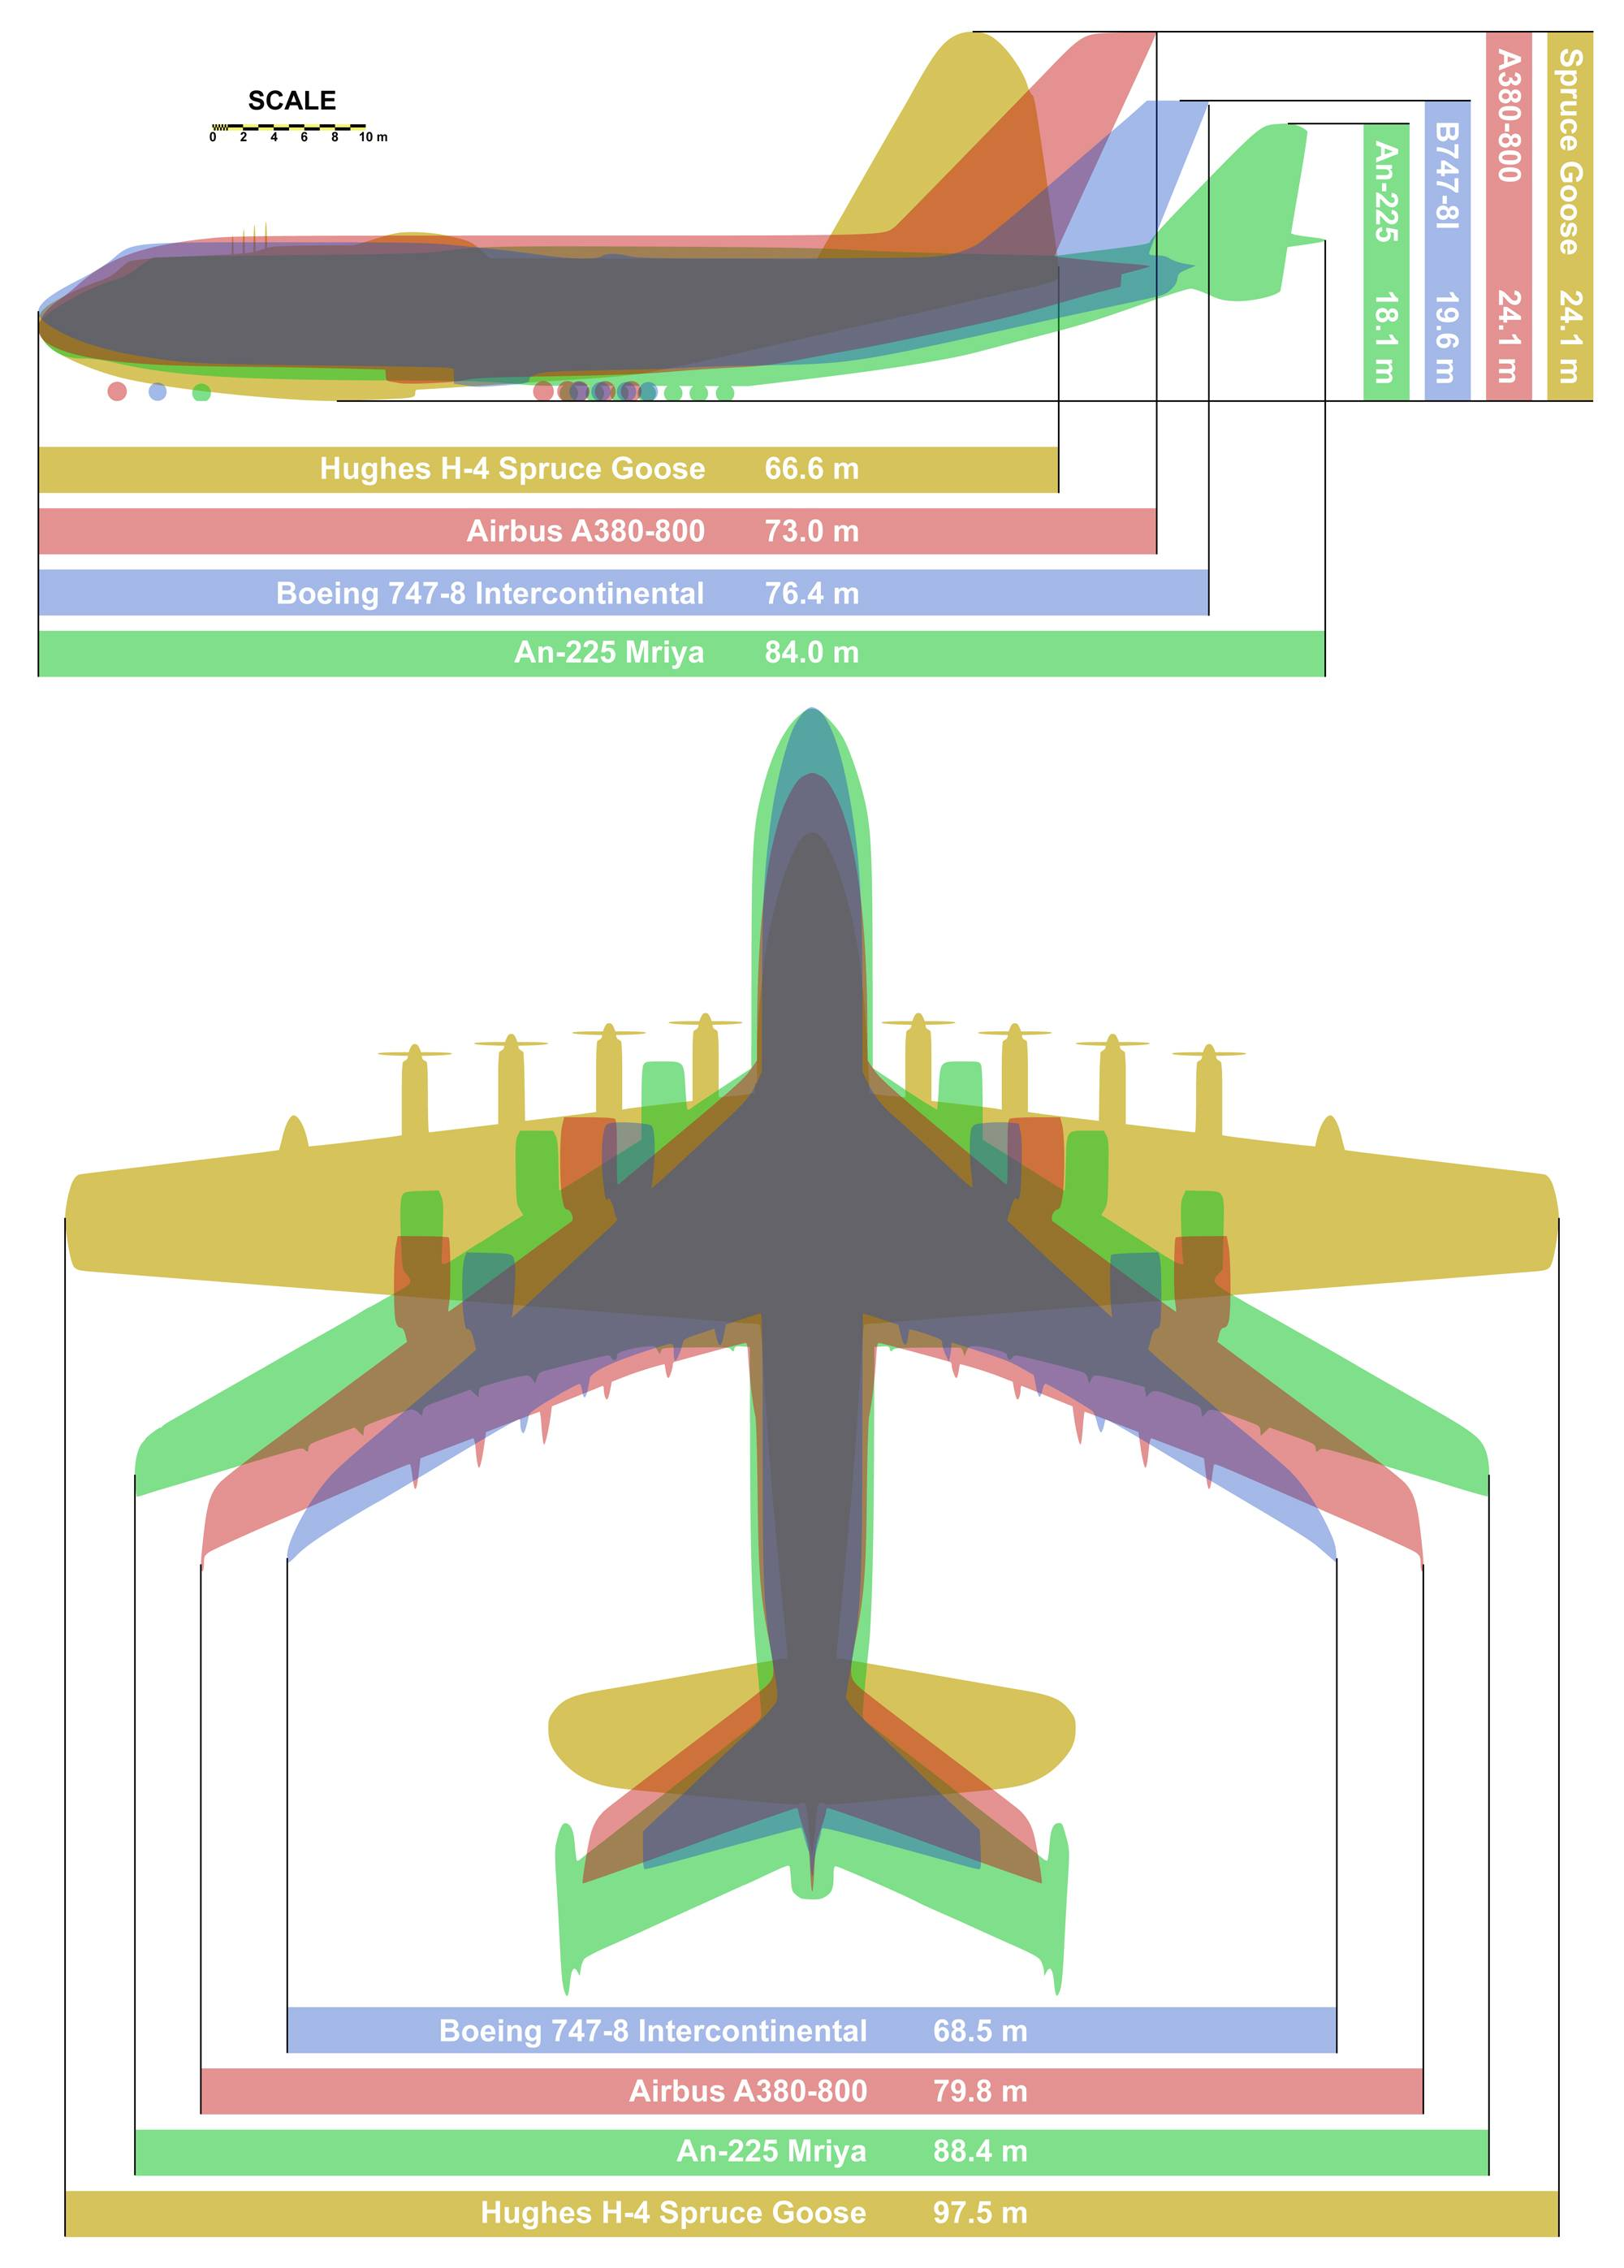 SCALE
0 2 4 6 8 10 m
An-225 18.1 m
B747-8I 19.6 m
A380-800 24.1 m
Spruce Goose 24.1 m
Hughes H-4 Spruce Goose 66.6 m
Airbus A380-800 73.0 m
Boeing 747-8 Intercontinental 76.4 m
An-225 Mriya 84.0 m
Boeing 747-8 Intercontinental 68.5 m
Airbus A380-800 79.8 m
An-225 Mriya 88.4 m
Hughes H-4 Spruce Goose 97.5 m